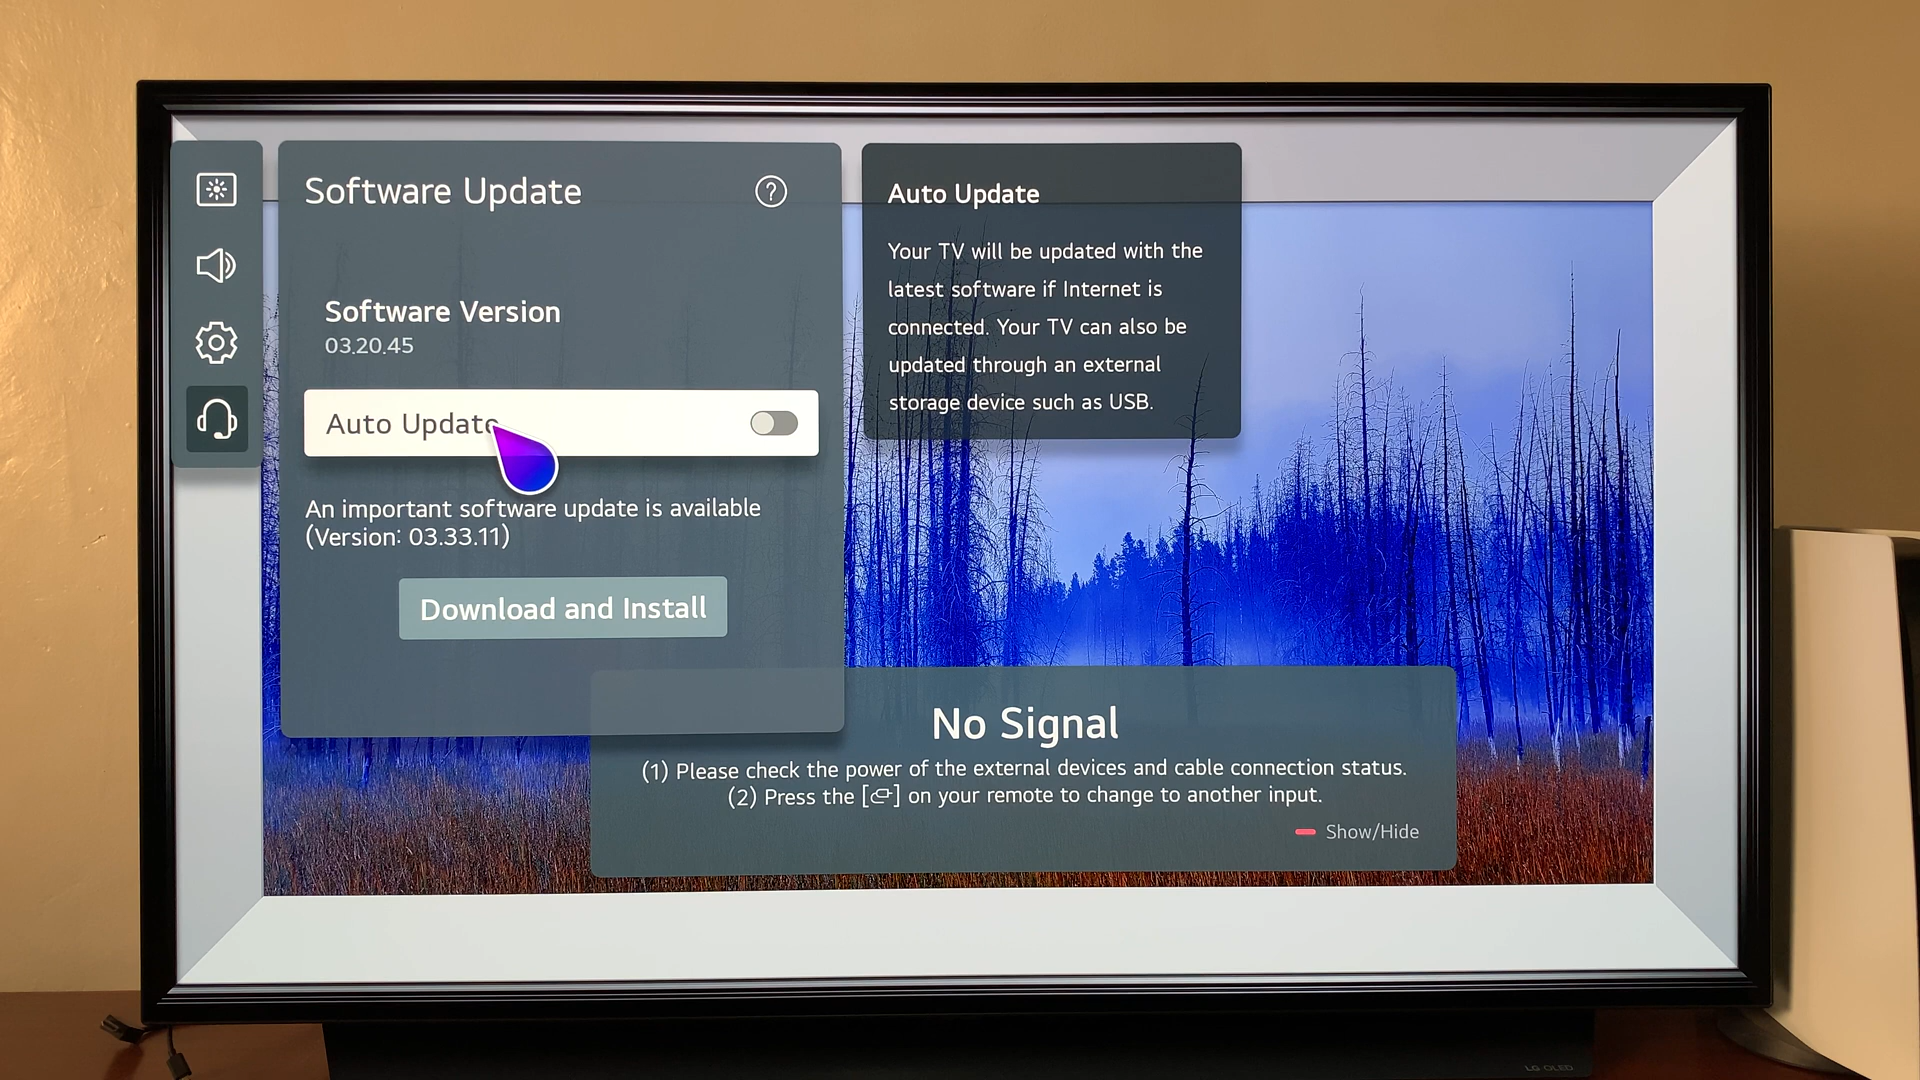 Software Update
?
Software Version
03.20.45
Auto Update
An important software update is available
(Version: 03.33.11)
Download and Install
Auto Update
Your TV will be updated with the
latest software if Internet is
connected. Your TV can also be
updated through an external
storage device such as USB.
No Signal
(1) Please check the power of the external devices and cable connection status.
(2) Press the [ ] on your remote to change to another input.
Show/Hide
LG OLED